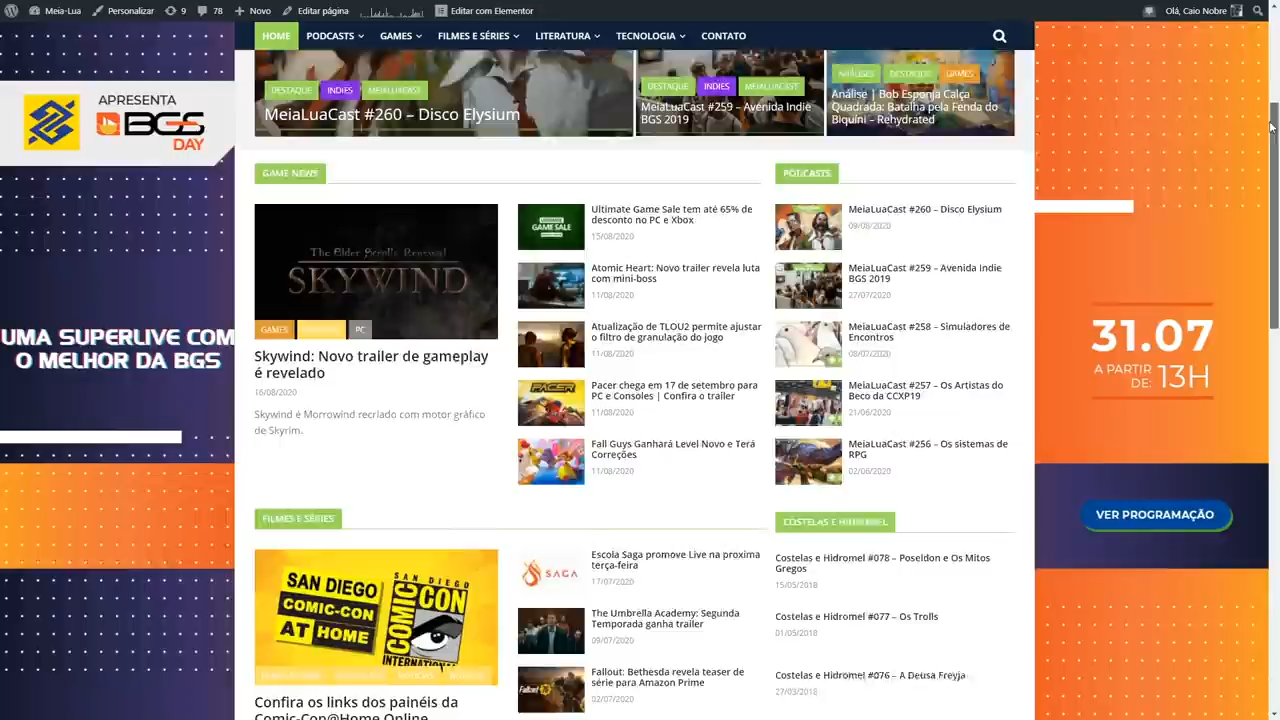 MeiaLua
Personalizar
9
78
Novo
Editar
Editar com Elementor
Olá, Caio Nobre
HOME
PODCASTS
GAMES
FILMES E SÉRIES
LITERATURA
TECNOLOGIA
CONTATO
APRESENTA
BGS
DAY
UMA SUPERLIVE COM
O MELHOR DA BGS
DESTAQUE
INDIES
MEIALUACAST
MeiaLuaCast #260 – Disco Elysium
DESTAQUE
INDIES
MEIALUACAST
MeiaLuaCast #259 – Avenida Indie
BGS 2019
ANÁLISES
DESTAQUE
GAMES
Análise | Bob Esponja Calça
Quadrada: Batalha pela Fenda do
Biquíni – Rehydrated
GAME NEWS
The Elder Scrolls Renewal
SKYWIND
GAMES
PC
Skywind: Novo trailer de gameplay
é revelado
16/08/2020
Skywind é Morrowind recriado com motor gráfico
de Skyrim.
ULTIMATE
GAME SALE
Ultimate Game Sale tem até 65% de
desconto no PC e Xbox
15/08/2020
Atomic Heart: Novo trailer revela luta
com mini-boss
11/08/2020
Atualização de TLOU2 permite ajustar
o filtro de granulação do jogo
11/08/2020
PACER
Pacer chega em 17 de setembro para
PC e Consoles | Confira o trailer
11/08/2020
Fall Guys Ganhará Level Novo e Terá
Correções
11/08/2020
PODCASTS
MeiaLuaCast #260 – Disco Elysium
09/08/2020
MeiaLuaCast #259 – Avenida Indie
BGS 2019
27/07/2020
MeiaLuaCast #258 – Simuladores de
Encontros
08/07/2020
MeiaLuaCast #257 – Os Artistas do
Beco da CCXP19
21/06/2020
MeiaLuaCast #256 – Os sistemas de
RPG
02/06/2020
FILMES E SÉRIES
SAN DIEGO
COMIC-CON
AT HOME
SAN DIEGO
COMIC CON
INTERNATIONAL
Confira os links dos painéis da
Comic-Con@Home Online
SAGA
Escola Saga promove Live na proxima
terça-feira
17/07/2020
The Umbrella Academy: Segunda
Temporada ganha trailer
09/07/2020
Fallout
Fallout: Bethesda revela teaser de
série para Amazon Prime
02/07/2020
COSTELAS E HIDROMEL
Costelas e Hidromel #078 – Poseidon e Os Mitos
Gregos
15/05/2018
Costelas e Hidromel #077 – Os Trolls
01/05/2018
Costelas e Hidromel #076 – A Deusa Freyja
27/03/2018
31.07
A PARTIR
DE: 13H
VER PROGRAMAÇÃO